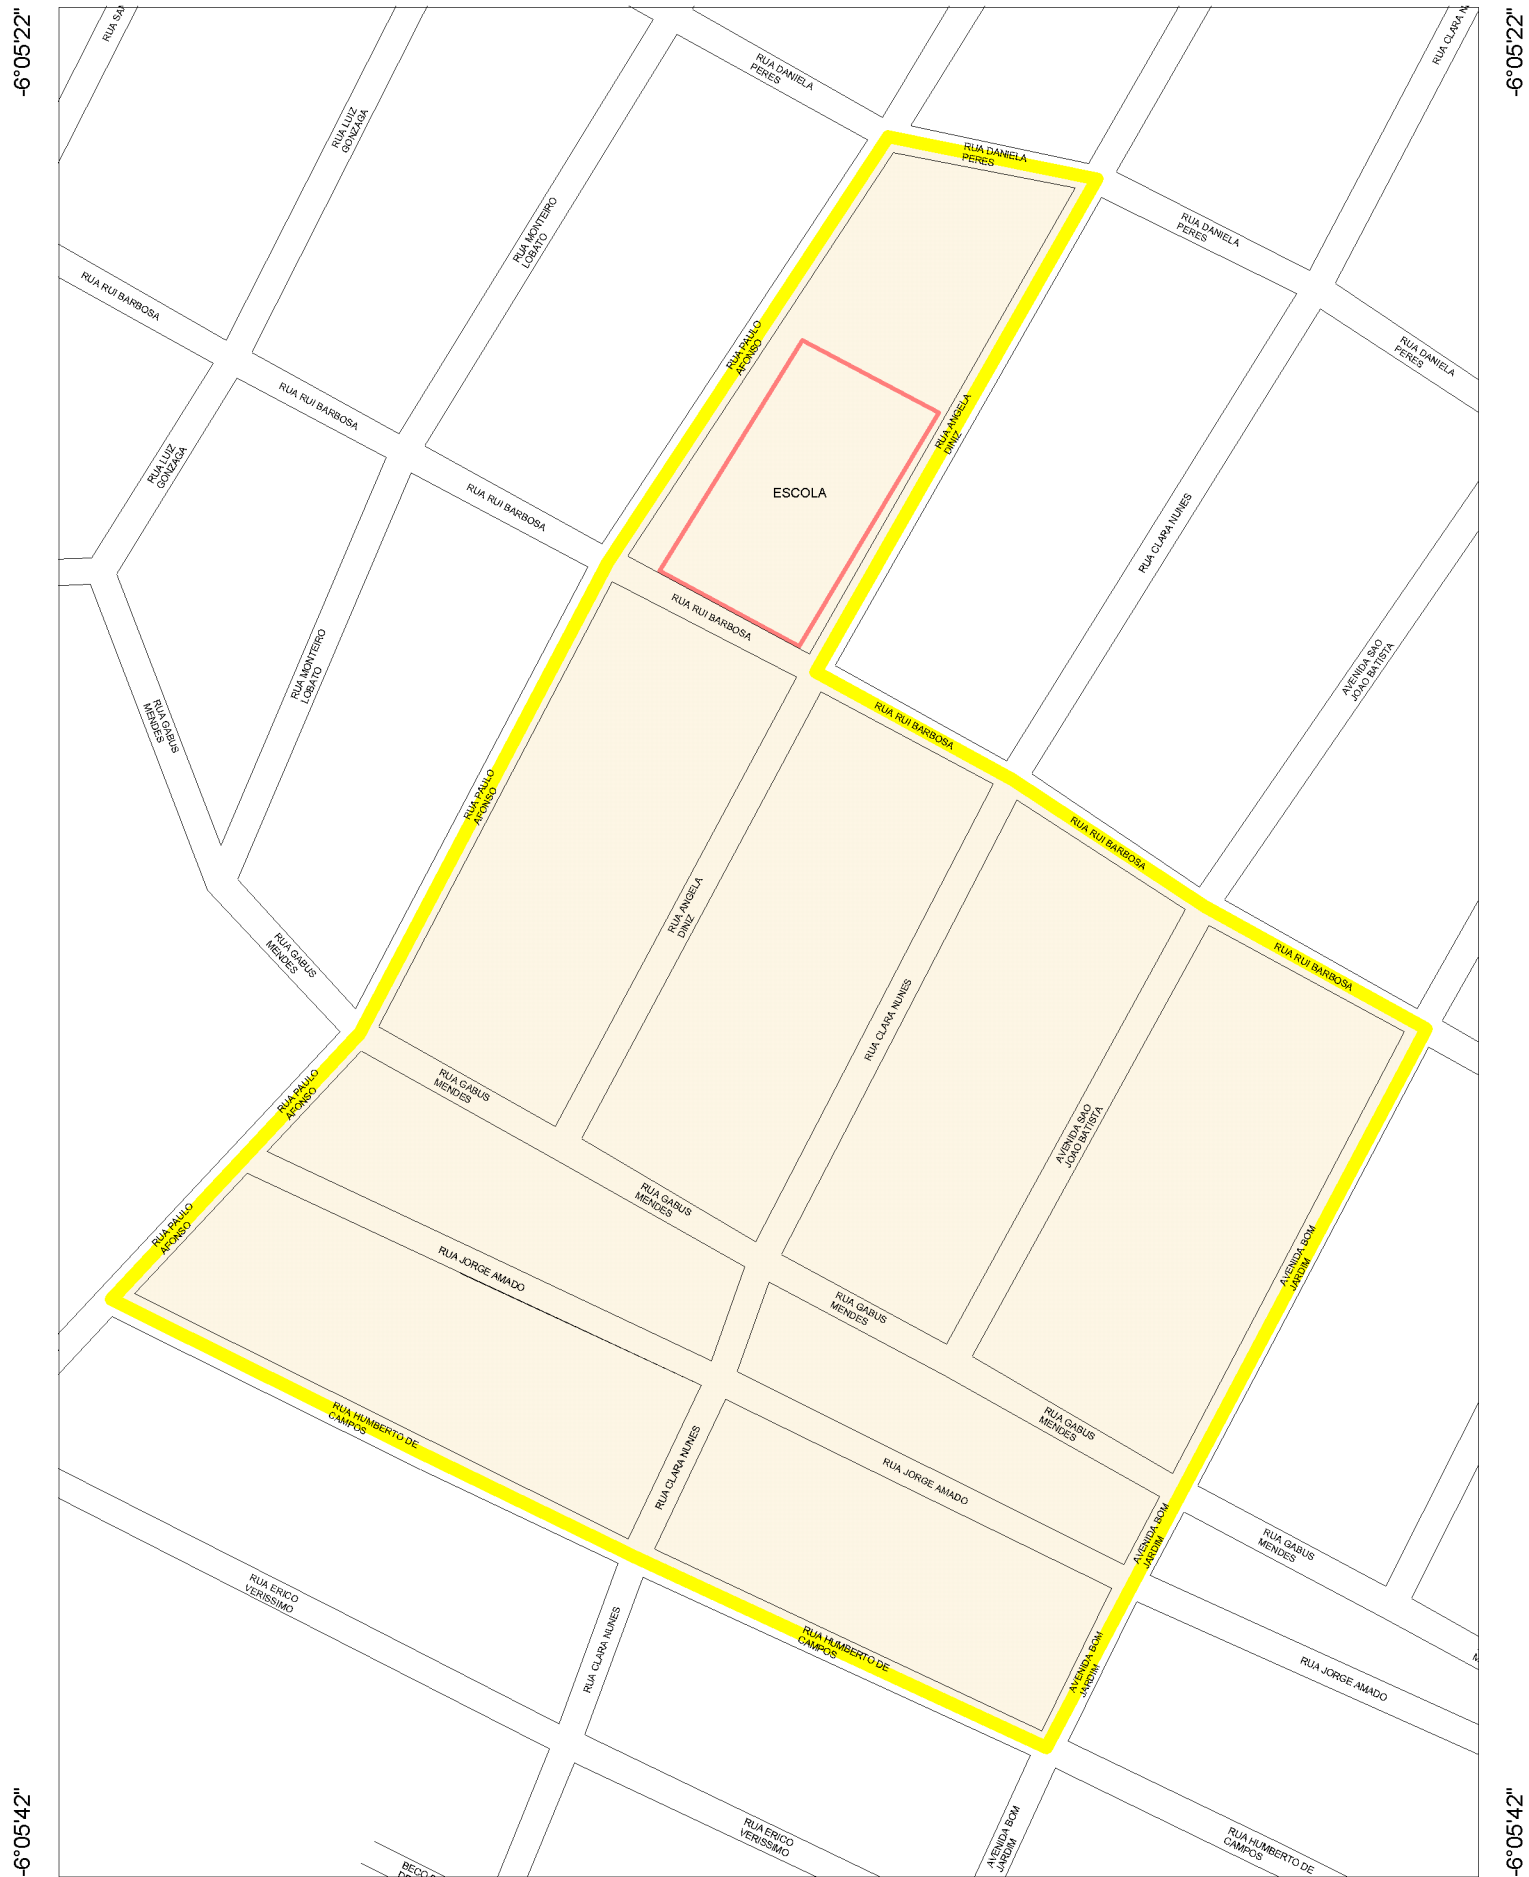 -6°05'22"
-6°05'22"
RUA LUIZ
GONZAGA
RUA DANIELA
PERES
RUA DANIELA
PERES
RUA DANIELA
PERES
RUA DANIELA
PERES
RUA MONTEIRO
LOBATO
RUA RUI BARBOSA
RUA RUI BARBOSA
RUA RUI BARBOSA
RUA LUIZ
GONZAGA
RUA PAULO
AFONSO
RUA ANGELA
DINIZ
ESCOLA
RUA CLARA NUNES
RUA RUI BARBOSA
RUA MONTEIRO
LOBATO
AVENIDA SAO
JOAO BATISTA
RUA GABUS
MENDES
RUA RUI BARBOSA
RUA PAULO
AFONSO
RUA RUI BARBOSA
RUA ANGELA
DINIZ
RUA GABUS
MENDES
RUA RUI BARBOSA
RUA CLARA NUNES
RUA PAULO
AFONSO
RUA GABUS
MENDES
AVENIDA SAO
JOAO BATISTA
RUA GABUS
MENDES
RUA PAULO
AFONSO
RUA JORGE AMADO
AVENIDA BOM
JARDIM
RUA GABUS
MENDES
RUA HUMBERTO DE
CAMPOS
RUA GABUS
MENDES
RUA CLARA NUNES
RUA JORGE AMADO
AVENIDA BOM
JARDIM
RUA GABUS
MENDES
RUA ERICO
VERISSIMO
RUA CLARA NUNES
RUA HUMBERTO DE
CAMPOS
AVENIDA BOM
JARDIM
RUA JORGE AMADO
RUA ERICO
VERISSIMO
AVENIDA BOM
JARDIM
RUA HUMBERTO DE
CAMPOS
-6°05'42"
-6°05'42"
RUA
RUA CLARA
BECO